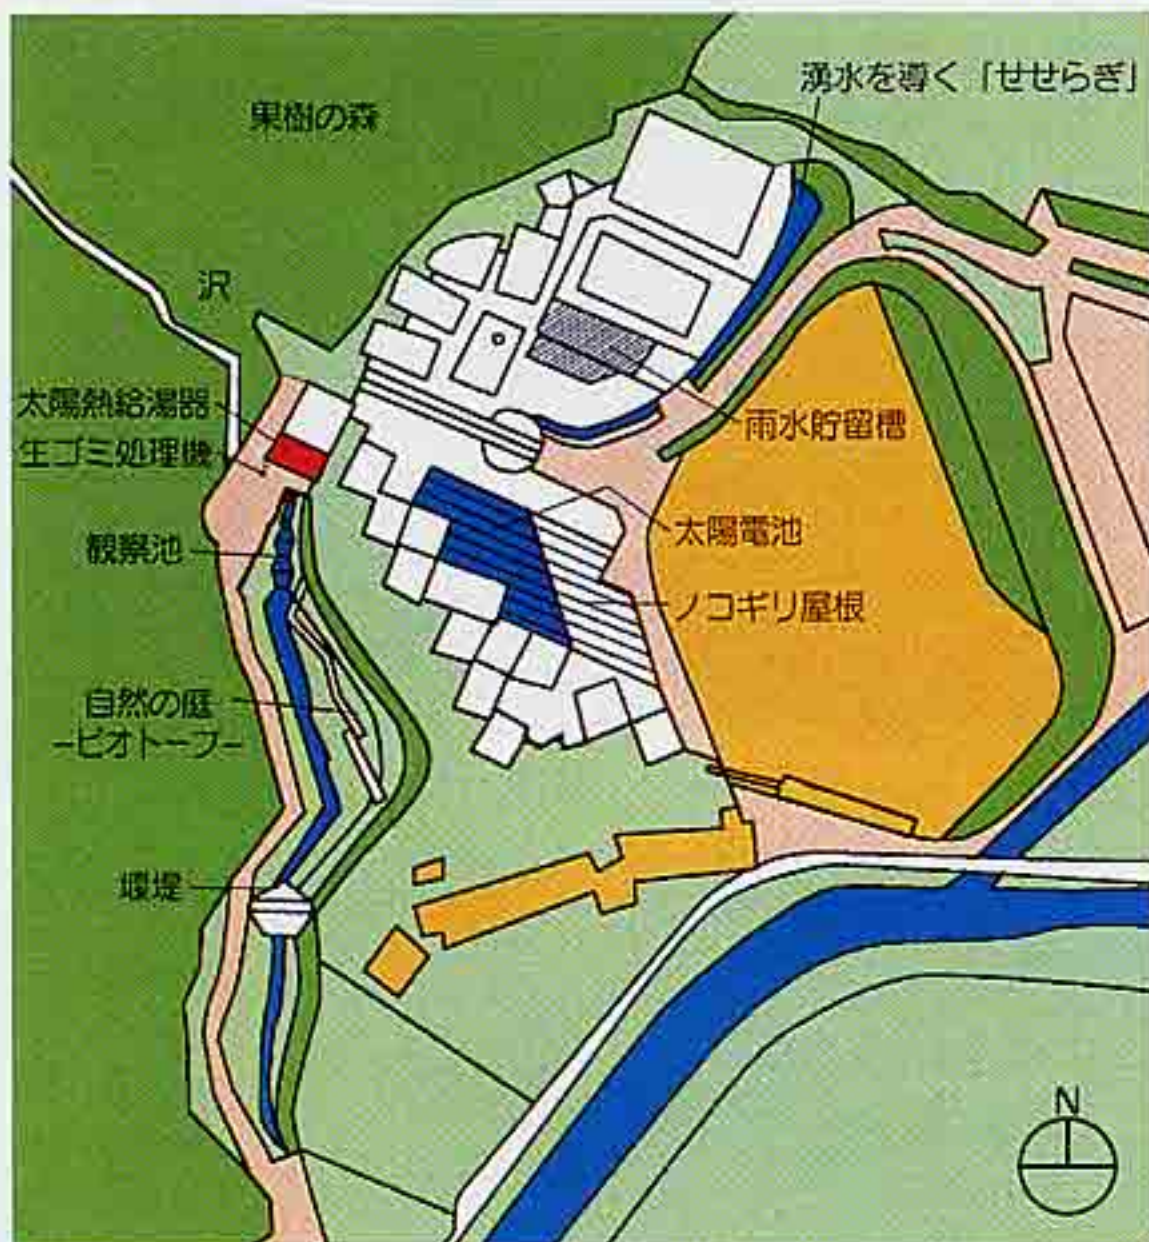 湧水を導く「せせらぎ」
果樹の森
沢
太陽熱給湯器
生ゴミ処理機
雨水貯留槽
観察池
太陽電池
ノコギリ屋根
自然の庭
-ビオトープ-
堰堤
N